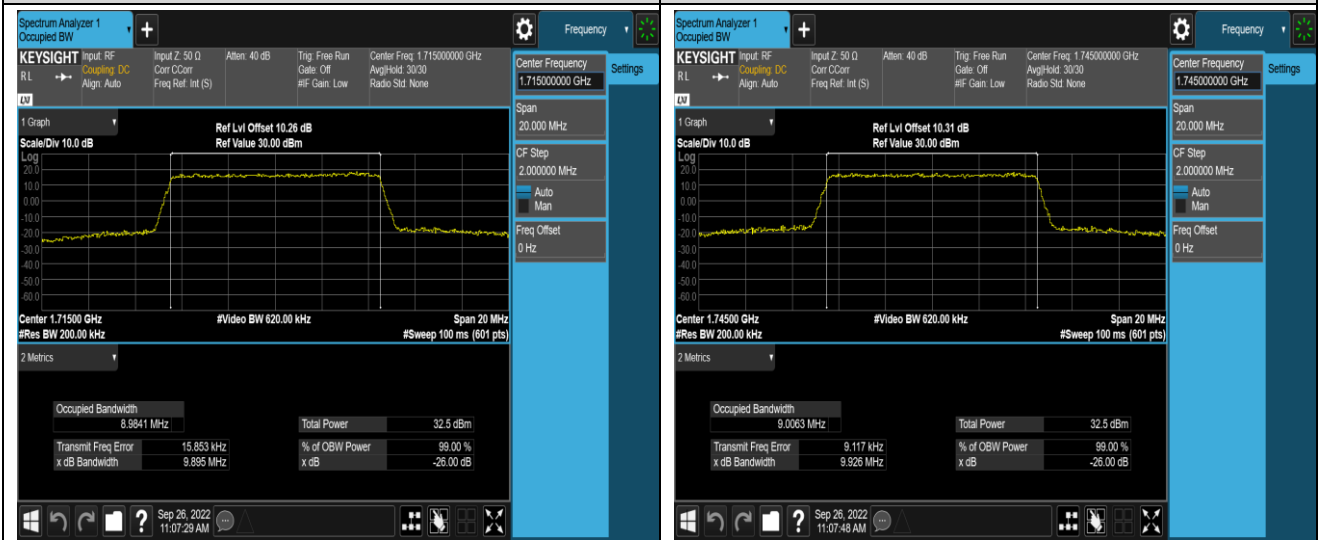 Spectrum Analyzer 1
Occupied BW
+
Frequency
KEYSIGHT Input: RF Input Z: 50 Ω Atten: 40 dB Trig: Free Run Center Freq: 1.715000000 GHz
RL Coupling: DC Corr CCorr Gate: Off Avg|Hold: 30/30
Align: Auto Freq Ref: Int (S) #IF Gain: Low Radio Std: None
LXI
Center Frequency
1.715000000 GHz
Settings
Span
20.000 MHz
CF Step
2.000000 MHz
Auto
Man
Freq Offset
0 Hz
1 Graph
Ref Lvl Offset 10.26 dB
Scale/Div 10.0 dB Ref Value 30.00 dBm
Log
20.0
10.0
0.00
-10.0
-20.0
-30.0
-40.0
-50.0
-60.0
Center 1.71500 GHz #Video BW 620.00 kHz Span 20 MHz
#Res BW 200.00 kHz #Sweep 100 ms (601 pts)
2 Metrics
Occupied Bandwidth
8.9841 MHz Total Power 32.5 dBm
Transmit Freq Error 15.853 kHz % of OBW Power 99.00 %
x dB Bandwidth 9.895 MHz x dB -26.00 dB
? Sep 26, 2022
11:07:29 AM
Spectrum Analyzer 1
Occupied BW
+
Frequency
KEYSIGHT Input: RF Input Z: 50 Ω Atten: 40 dB Trig: Free Run Center Freq: 1.745000000 GHz
RL Coupling: DC Corr CCorr Gate: Off Avg|Hold: 30/30
Align: Auto Freq Ref: Int (S) #IF Gain: Low Radio Std: None
LXI
Center Frequency
1.745000000 GHz
Settings
Span
20.000 MHz
CF Step
2.000000 MHz
Auto
Man
Freq Offset
0 Hz
1 Graph
Ref Lvl Offset 10.31 dB
Scale/Div 10.0 dB Ref Value 30.00 dBm
Log
20.0
10.0
0.00
-10.0
-20.0
-30.0
-40.0
-50.0
-60.0
Center 1.74500 GHz #Video BW 620.00 kHz Span 20 MHz
#Res BW 200.00 kHz #Sweep 100 ms (601 pts)
2 Metrics
Occupied Bandwidth
9.0063 MHz Total Power 32.5 dBm
Transmit Freq Error 9.117 kHz % of OBW Power 99.00 %
x dB Bandwidth 9.926 MHz x dB -26.00 dB
? Sep 26, 2022
11:07:48 AM